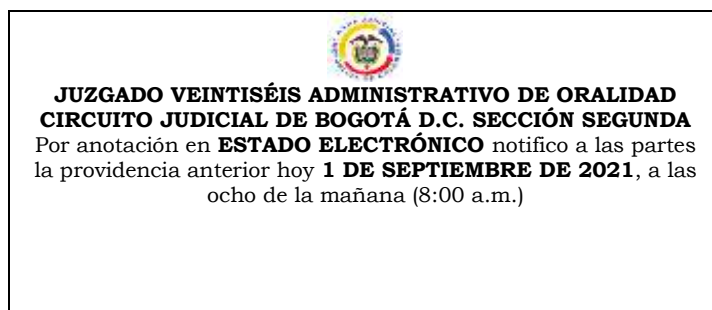 JUZGADO VEINTISÉIS ADMINISTRATIVO DE ORALIDAD
CIRCUITO JUDICIAL DE BOGOTÁ D.C. SECCIÓN SEGUNDA
Por anotación en ESTADO ELECTRÓNICO notifico a las partes
la providencia anterior hoy 1 DE SEPTIEMBRE DE 2021, a las
ocho de la mañana (8:00 a.m.)